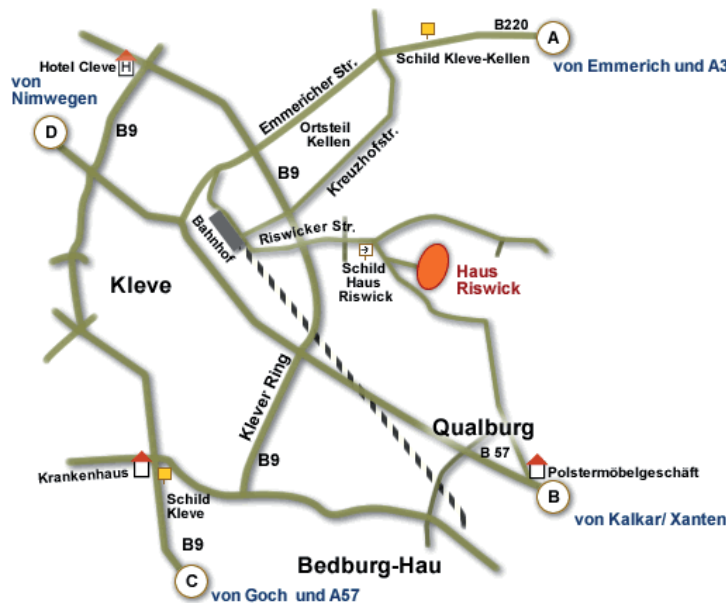 B220
A
Schild Kleve-Kellen
von Emmerich und A3
Hotel Cleve
H
von
Nimwegen
D
B9
Emmericher Str.
Ortsteil
Kellen
B9
Kreuzhofstr.
Bahnhof
Riswicker Str.
Schild
Haus
Riswick
Haus
Riswick
Kleve
Klever Ring
B9
Qualburg
B 57
Polstermöbelgeschäft
B
von Kalkar/ Xanten
Krankenhaus
Schild
Kleve
B9
C
von Goch und A57
Bedburg-Hau